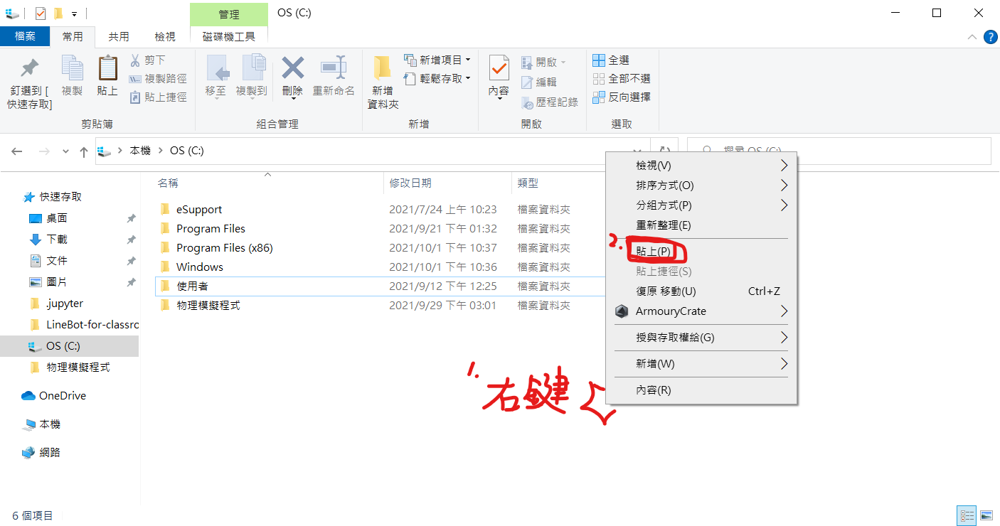 管理
OS (C:)
檔案
常用
共用
檢視
磁碟機工具
釘選到 [
快速存取]
複製
貼上
剪下
複製路徑
貼上捷徑
剪貼簿
移至
複製到
刪除
重新命名
組合管理
新增
資料夾
新增項目
輕鬆存取
新增
內容
開啟
編輯
歷程記錄
開啟
全選
全部不選
反向選擇
選取
本機 > OS (C:)
搜尋 OS (C:)
快速存取
桌面
下載
文件
圖片
.jupyter
LineBot-for-classro
OS (C:)
物理模擬程式
OneDrive
本機
網路
名稱 修改日期 類型
eSupport 2021/7/24 上午 10:23 檔案資料夾
Program Files 2021/9/21 下午 01:32 檔案資料夾
Program Files (x86) 2021/10/1 下午 10:37 檔案資料夾
Windows 2021/10/1 下午 10:36 檔案資料夾
使用者 2021/9/12 下午 12:25 檔案資料夾
物理模擬程式 2021/9/29 下午 03:01 檔案資料夾
檢視(V)
排序方式(O)
分組方式(P)
重新整理(E)
2. 貼上(P)
貼上捷徑(S)
復原 移動(U) Ctrl+Z
ArmouryCrate
授與存取權給(G)
新增(W)
內容(R)
1. 右鍵
6 個項目